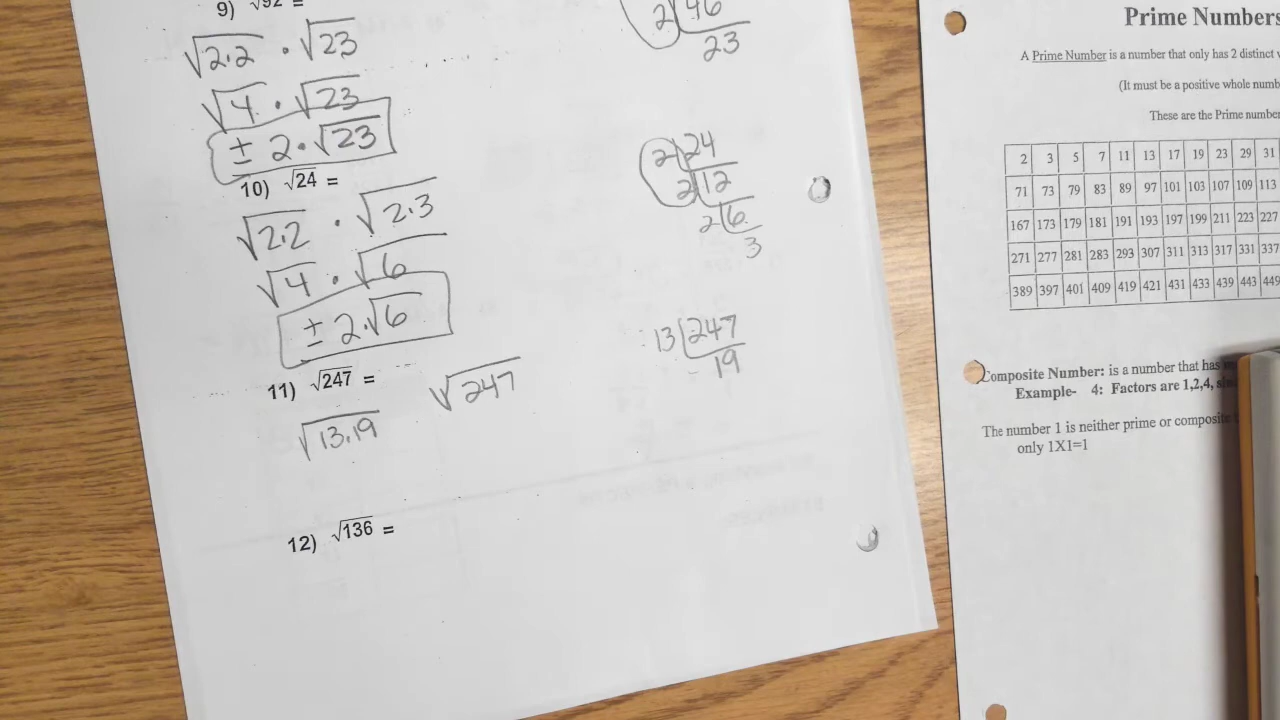 9) √92 =
√2·2 · √23
√4 · √23
± 2·√23
10) √24 =
√2·2 · √2·3
√4 · √6
± 2·√6
11) √247 = √247
√13·19
12) √136 =
2 46
23
2 24
2 12
2 6
3
13 247
19
Prime Numbers
A Prime Number is a number that only has 2 distinct
(It must be a positive whole numb
These are the Prime number
2 3 5 7 11 13 17 19 23 29 31
71 73 79 83 89 97 101 103 107 109 113
167 173 179 181 191 193 197 199 211 223 227
271 277 281 283 293 307 311 313 317 331 337
389 397 401 409 419 421 431 433 439 443 449
Composite Number: is a number that has
Example- 4: Factors are 1,2,4,
The number 1 is neither prime or composite
only 1X1=1